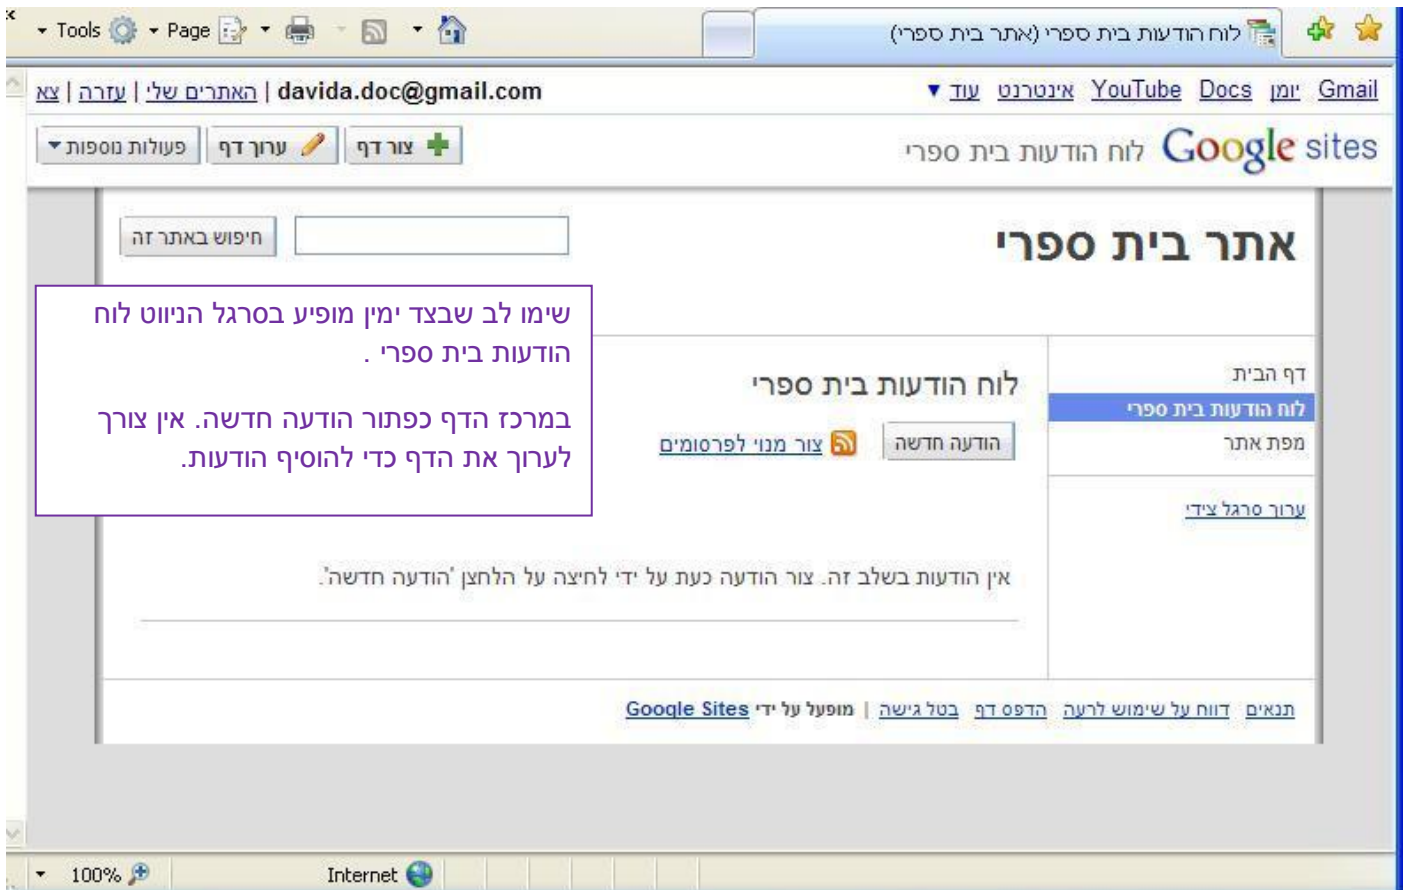 לוח הודעות בית ספרי (אתר בית ספרי)
Page Tools
Gmail יומן Docs YouTube אינטרנט עוד ▼
davida.doc@gmail.com | האתרים שלי | עזרה | צא
Google sites לוח הודעות בית ספרי
צור דף ערוך דף פעולות נוספות
אתר בית ספרי
חיפוש באתר זה
דף הבית
לוח הודעות בית ספרי
מפת אתר
ערוך סרגל צידי
לוח הודעות בית ספרי
הודעה חדשה צור מנוי לפרסומים
שימו לב שבצד ימין מופיע בסרגל הניווט לוח
הודעות בית ספרי .
במרכז הדף כפתור הודעה חדשה. אין צורך
לערוך את הדף כדי להוסיף הודעות.
אין הודעות בשלב זה. צור הודעה כעת על ידי לחיצה על הלחצן 'הודעה חדשה'.
תנאים דווח על שימוש לרעה הדפס דף בטל גישה | מופעל על ידי Google Sites
Internet 100%